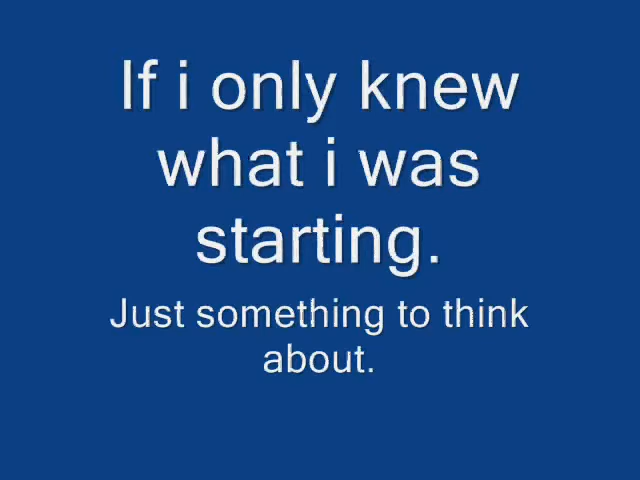 If i only knew
what i was
starting.
Just something to think
about.